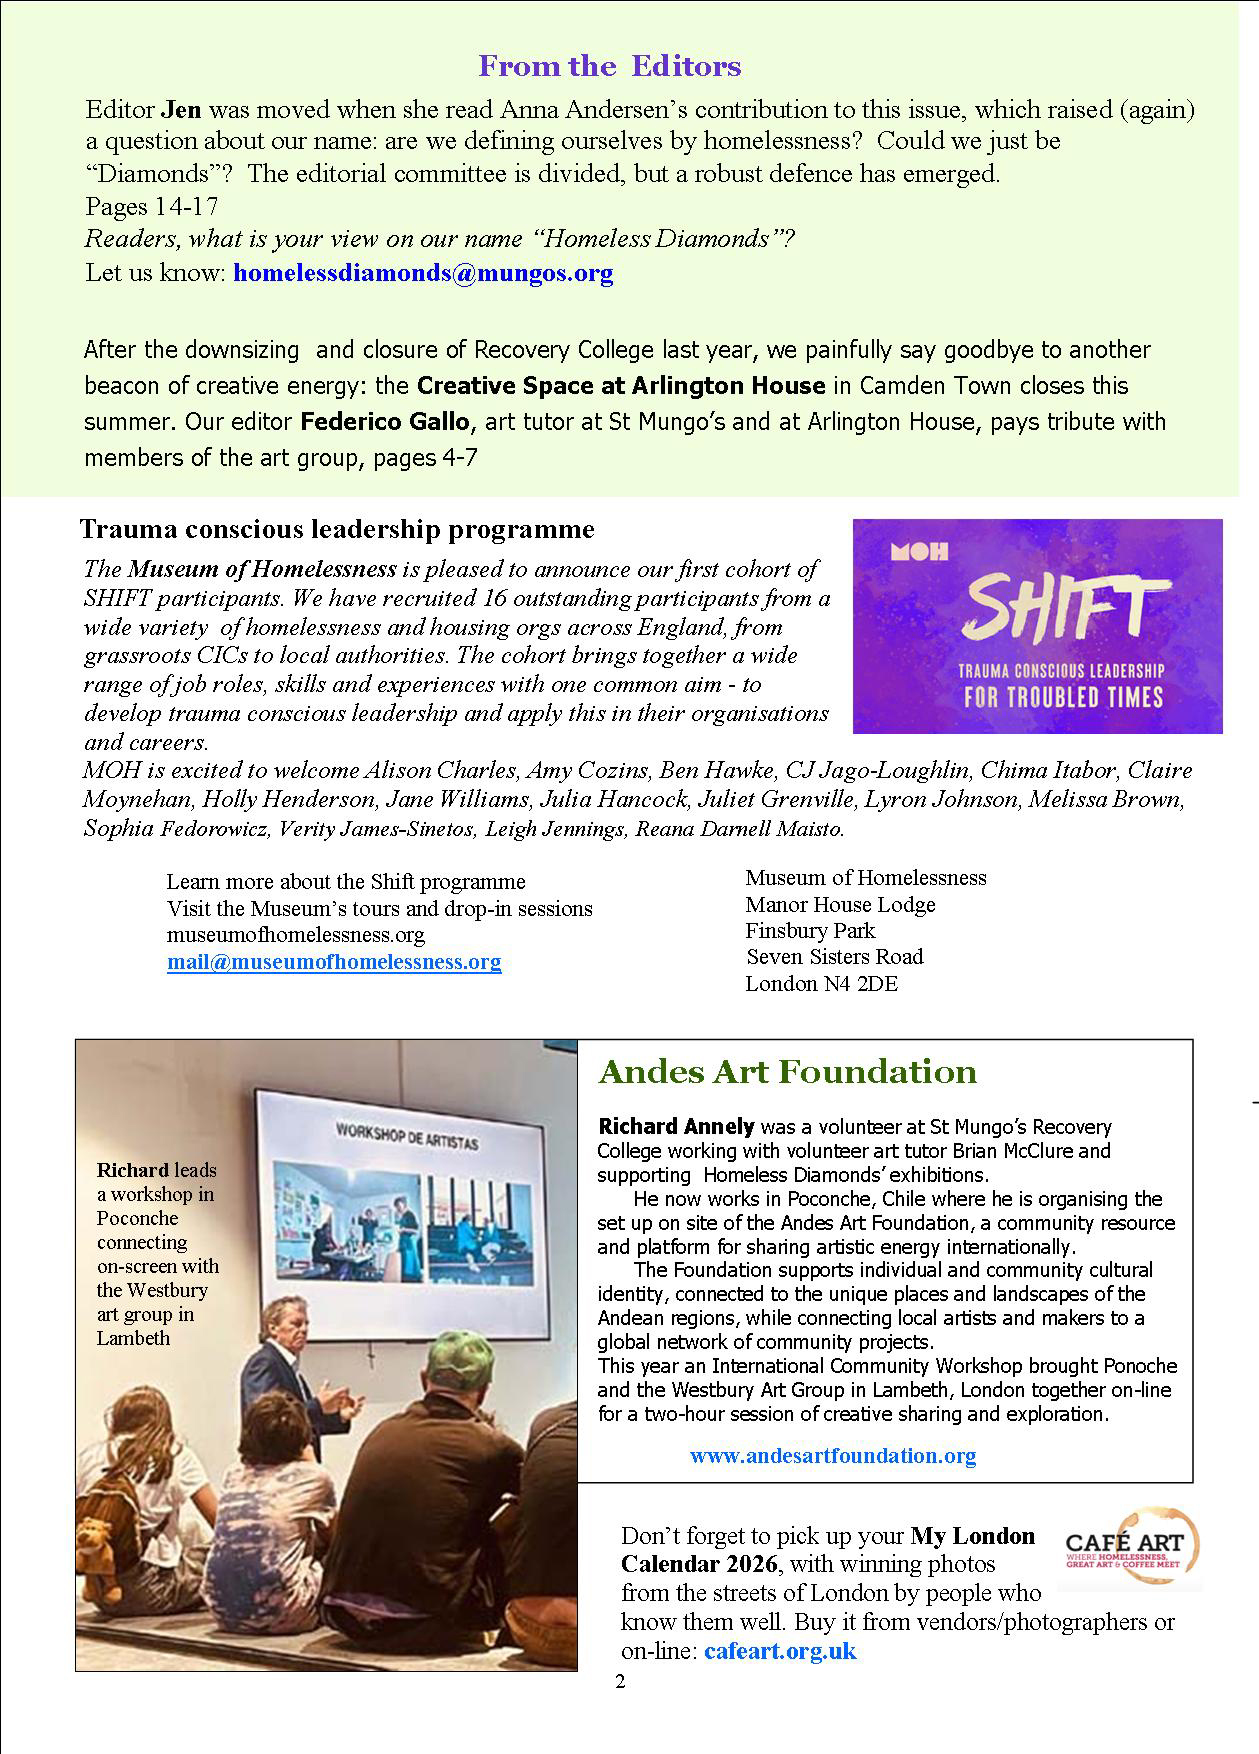 From the  Editors
Editor Jen was moved when she read Anna Andersen’s contribution to this issue, which raised (again)
a question about our name: are we defining ourselves by homelessness?  Could we just be
“Diamonds”?  The editorial committee is divided, but a robust defence has emerged.
Pages 14-17
Readers, what is your view on our name “Homeless Diamonds”?
Let us know: homelessdiamonds@mungos.org
After the downsizing  and closure of Recovery College last year, we painfully say goodbye to another
beacon of creative energy: the Creative Space at Arlington House in Camden Town closes this
summer. Our editor Federico Gallo, art tutor at St Mungo’s and at Arlington House, pays tribute with
members of the art group, pages 4-7
Trauma conscious leadership programme
The Museum of Homelessness is pleased to announce our first cohort of
SHIFT participants. We have recruited 16 outstanding participants from a
wide variety  of homelessness and housing orgs across England, from
grassroots CICs to local authorities. The cohort brings together a wide
range of job roles, skills and experiences with one common aim - to
develop trauma conscious leadership and apply this in their organisations
and careers.
MOH is excited to welcome Alison Charles, Amy Cozins, Ben Hawke, CJ Jago-Loughlin, Chima Itabor, Claire
Moynehan, Holly Henderson, Jane Williams, Julia Hancock, Juliet Grenville, Lyron Johnson, Melissa Brown,
Sophia Fedorowicz, Verity James-Sinetos, Leigh Jennings, Reana Darnell Maisto.
MOH
SHIFT
TRAUMA CONSCIOUS LEADERSHIP
FOR TROUBLED TIMES
Learn more about the Shift programme
Visit the Museum’s tours and drop-in sessions
museumofhomelessness.org
mail@museumofhomelessness.org
Museum of Homelessness
Manor House Lodge
Finsbury Park
Seven Sisters Road
London N4 2DE
WORKSHOP DE ARTISTAS
Richard leads
a workshop in
Poconche
connecting
on-screen with
the Westbury
art group in
Lambeth
Andes Art Foundation
Richard Annely was a volunteer at St Mungo’s Recovery
College working with volunteer art tutor Brian McClure and
supporting  Homeless Diamonds’ exhibitions.
He now works in Poconche, Chile where he is organising the
set up on site of the Andes Art Foundation, a community resource
and platform for sharing artistic energy internationally.
The Foundation supports individual and community cultural
identity, connected to the unique places and landscapes of the
Andean regions, while connecting local artists and makers to a
global network of community projects.
This year an International Community Workshop brought Ponoche
and the Westbury Art Group in Lambeth, London together on-line
for a two-hour session of creative sharing and exploration.
www.andesartfoundation.org
Don’t forget to pick up your My London
Calendar 2026, with winning photos
from the streets of London by people who
know them well. Buy it from vendors/photographers or
on-line: cafeart.org.uk
CAFÉ ART
WHERE HOMELESSNESS,
GREAT ART & COFFEE MEET
2